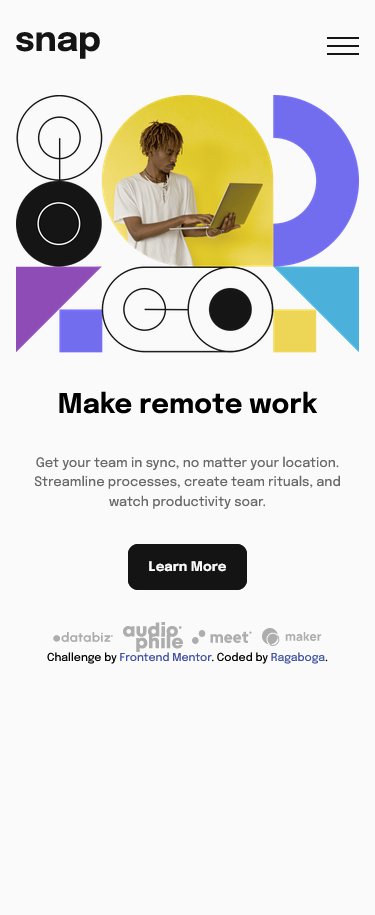 snap
Make remote work
Get your team in sync, no matter your location.
Streamline processes, create team rituals, and
watch productivity soar.
Learn More
databiz audiophile meet maker
Challenge by Frontend Mentor. Coded by Ragaboga.